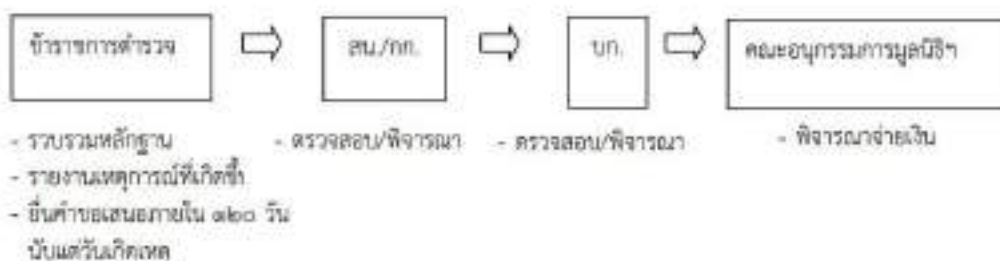 ข้าราชการตำรวจ
สน./กก.
บก.
คณะอนุกรรมการมูลนิธิฯ
- รวบรวมหลักฐาน
- รายงานเหตุการณ์ที่เกิดขึ้น
- ยื่นคำขอเสนอภายใน ๑๒๐ วัน
นับแต่วันเกิดเหตุ
- ตรวจสอบ/พิจารณา
- ตรวจสอบ/พิจารณา
- พิจารณาจ่ายเงิน